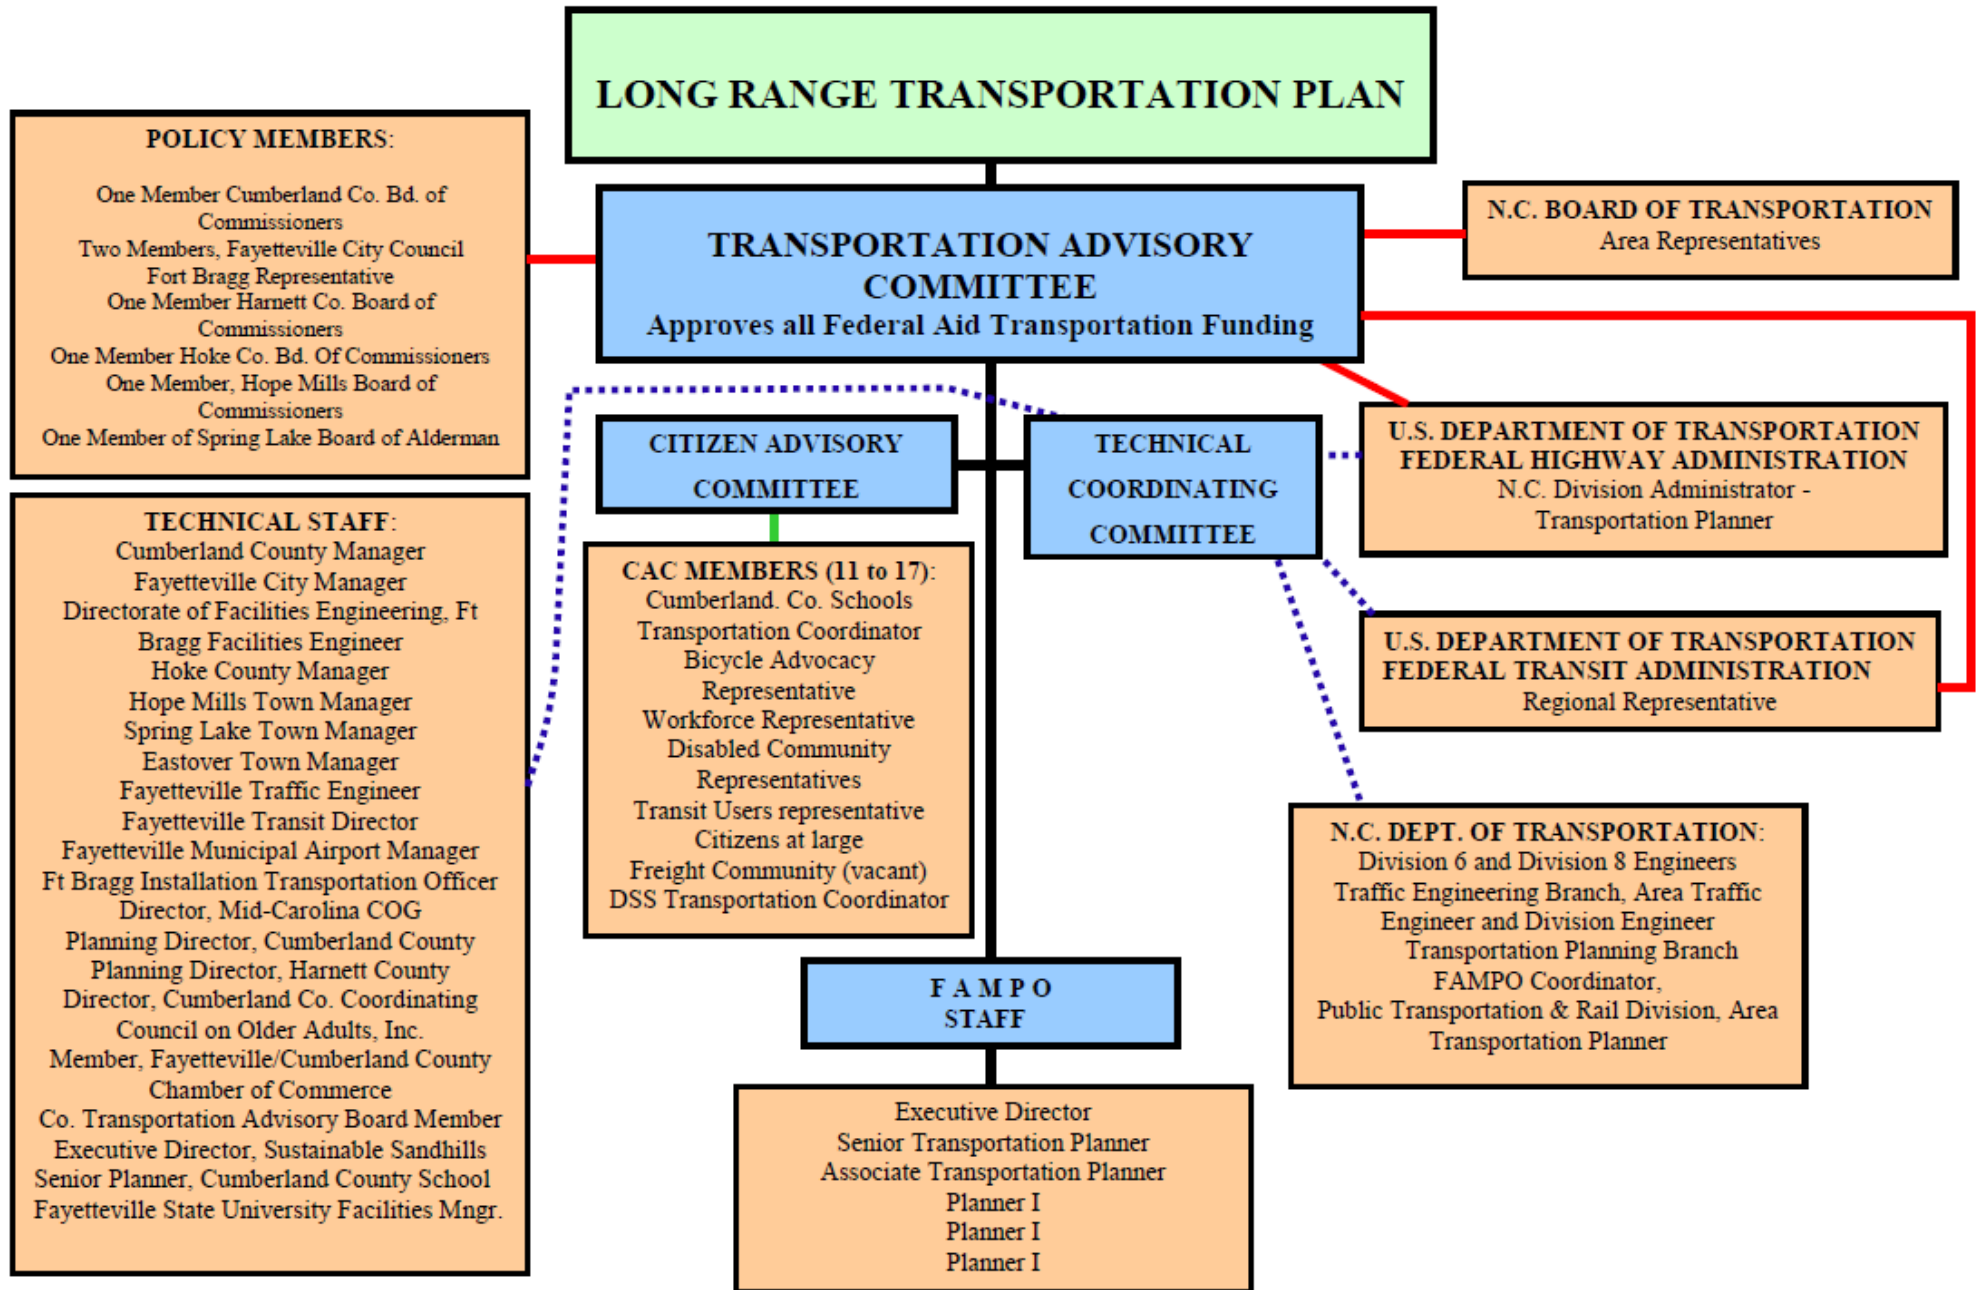 LONG RANGE TRANSPORTATION PLAN
POLICY MEMBERS:
One Member Cumberland Co. Bd. of
Commissioners
Two Members, Fayetteville City Council
Fort Bragg Representative
One Member Harnett Co. Board of
Commissioners
One Member Hoke Co. Bd. Of Commissioners
One Member, Hope Mills Board of
Commissioners
One Member of Spring Lake Board of Alderman
TRANSPORTATION ADVISORY
COMMITTEE
Approves all Federal Aid Transportation Funding
N.C. BOARD OF TRANSPORTATION
Area Representatives
CITIZEN ADVISORY
COMMITTEE
TECHNICAL
COORDINATING
COMMITTEE
U.S. DEPARTMENT OF TRANSPORTATION
FEDERAL HIGHWAY ADMINISTRATION
N.C. Division Administrator -
Transportation Planner
TECHNICAL STAFF:
Cumberland County Manager
Fayetteville City Manager
Directorate of Facilities Engineering, Ft
Bragg Facilities Engineer
Hoke County Manager
Hope Mills Town Manager
Spring Lake Town Manager
Eastover Town Manager
Fayetteville Traffic Engineer
Fayetteville Transit Director
Fayetteville Municipal Airport Manager
Ft Bragg Installation Transportation Officer
Director, Mid-Carolina COG
Planning Director, Cumberland County
Planning Director, Harnett County
Director, Cumberland Co. Coordinating
Council on Older Adults, Inc.
Member, Fayetteville/Cumberland County
Chamber of Commerce
Co. Transportation Advisory Board Member
Executive Director, Sustainable Sandhills
Senior Planner, Cumberland County School
Fayetteville State University Facilities Mngr.
CAC MEMBERS (11 to 17):
Cumberland. Co. Schools
Transportation Coordinator
Bicycle Advocacy
Representative
Workforce Representative
Disabled Community
Representatives
Transit Users representative
Citizens at large
Freight Community (vacant)
DSS Transportation Coordinator
U.S. DEPARTMENT OF TRANSPORTATION
FEDERAL TRANSIT ADMINISTRATION
Regional Representative
N.C. DEPT. OF TRANSPORTATION:
Division 6 and Division 8 Engineers
Traffic Engineering Branch, Area Traffic
Engineer and Division Engineer
Transportation Planning Branch
FAMPO Coordinator,
Public Transportation & Rail Division, Area
Transportation Planner
F A M P O
STAFF
Executive Director
Senior Transportation Planner
Associate Transportation Planner
Planner I
Planner I
Planner I